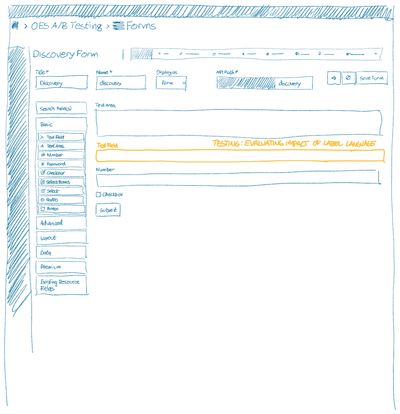 > OES A/B Testing > Forms
Discovery Form
Title * Name * Display as API Path *
Discovery discovery Form discovery Save Form
Search field(s)
Basic
Text Field
Text Area
Number
Password
Checkbox
Select Boxes
Select
Radio
Button
Advanced
Layout
Data
Premium
Existing Resource
Fields
Text Area
Text Field TESTING: EVALUATING IMPACT OF LABEL LANGUAGE
Number
Checkbox
Submit